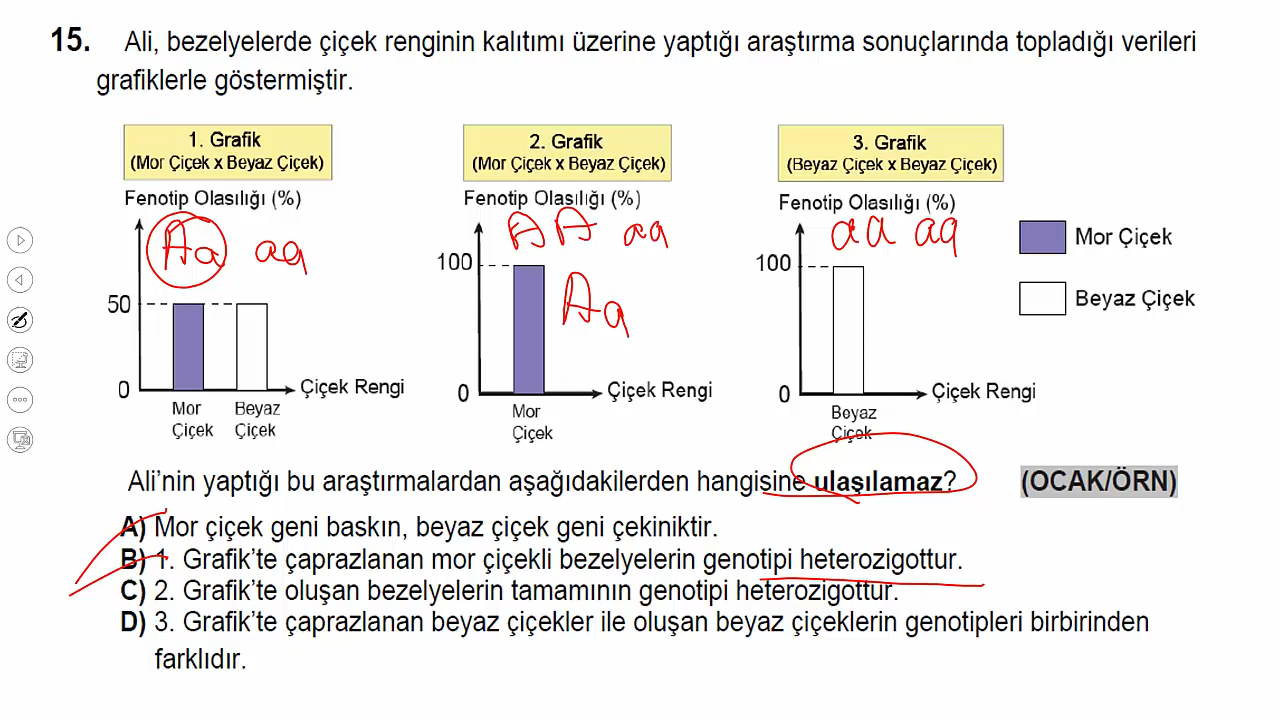 15. Ali, bezelyelerde çiçek renginin kalıtımı üzerine yaptığı araştırma sonuçlarında topladığı verileri
grafiklerle göstermiştir.
1. Grafik
(Mor Çiçek x Beyaz Çiçek)
Fenotip Olasılığı (%)
Aa aa
50
0
Mor
Çiçek
Beyaz
Çiçek
Çiçek Rengi
2. Grafik
(Mor Çiçek x Beyaz Çiçek)
Fenotip Olasılığı (%)
AA aa
100
Aa
0
Mor
Çiçek
Çiçek Rengi
3. Grafik
(Beyaz Çiçek x Beyaz Çiçek)
Fenotip Olasılığı (%)
aa aa
100
0
Beyaz
Çiçek
Çiçek Rengi
Mor Çiçek
Beyaz Çiçek
Ali’nin yaptığı bu araştırmalardan aşağıdakilerden hangisine ulaşılamaz? (OCAK/ÖRN)
A) Mor çiçek geni baskın, beyaz çiçek geni çekiniktir.
B) 1. Grafik’te çaprazlanan mor çiçekli bezelyelerin genotipi heterozigottur.
C) 2. Grafik’te oluşan bezelyelerin tamamının genotipi heterozigottur.
D) 3. Grafik’te çaprazlanan beyaz çiçekler ile oluşan beyaz çiçeklerin genotipleri birbirinden
farklıdır.